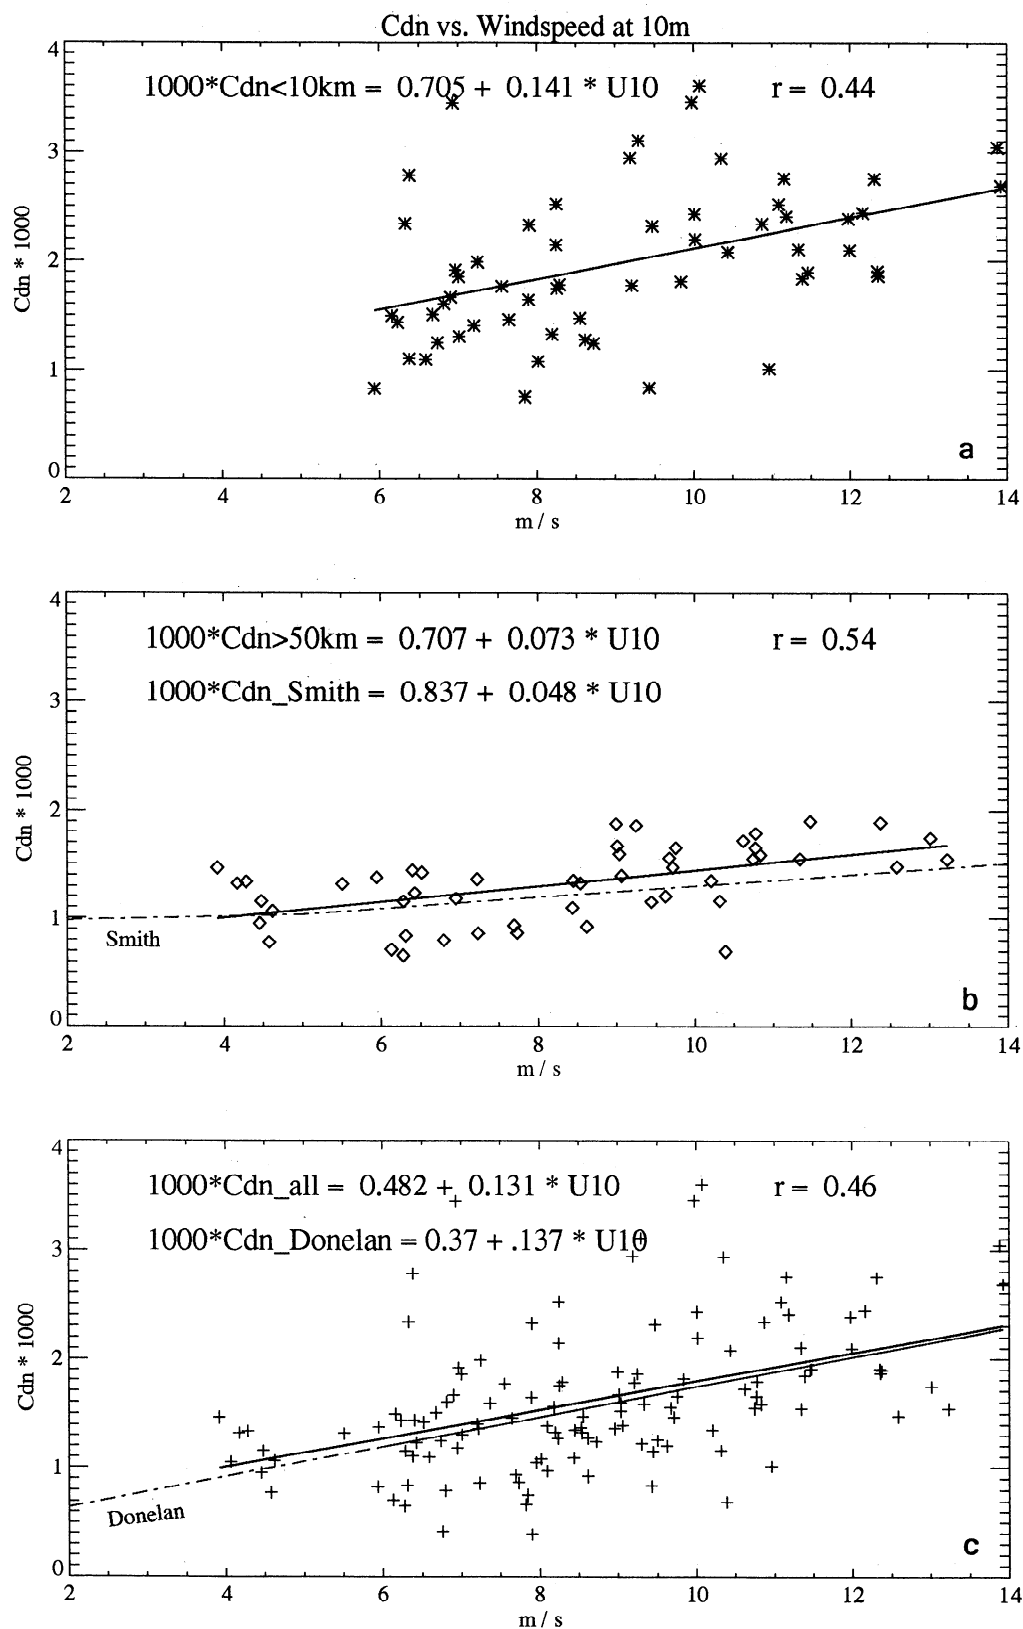 Cdn vs. Windspeed at 10m
4
1000*Cdn<10km = 0.705 + 0.141 * U10 r = 0.44
3
Cdn * 1000
2
1
a
0
2 4 6 8 10 12 14
m / s
4
1000*Cdn>50km = 0.707 + 0.073 * U10 r = 0.54
1000*Cdn_Smith = 0.837 + 0.048 * U10
3
Cdn * 1000
2
1
Smith
b
0
2 4 6 8 10 12 14
m / s
4
1000*Cdn_all = 0.482 + 0.131 * U10 r = 0.46
1000*Cdn_Donelan = 0.37 + .137 * U10
3
Cdn * 1000
2
1
Donelan
c
0
2 4 6 8 10 12 14
m / s